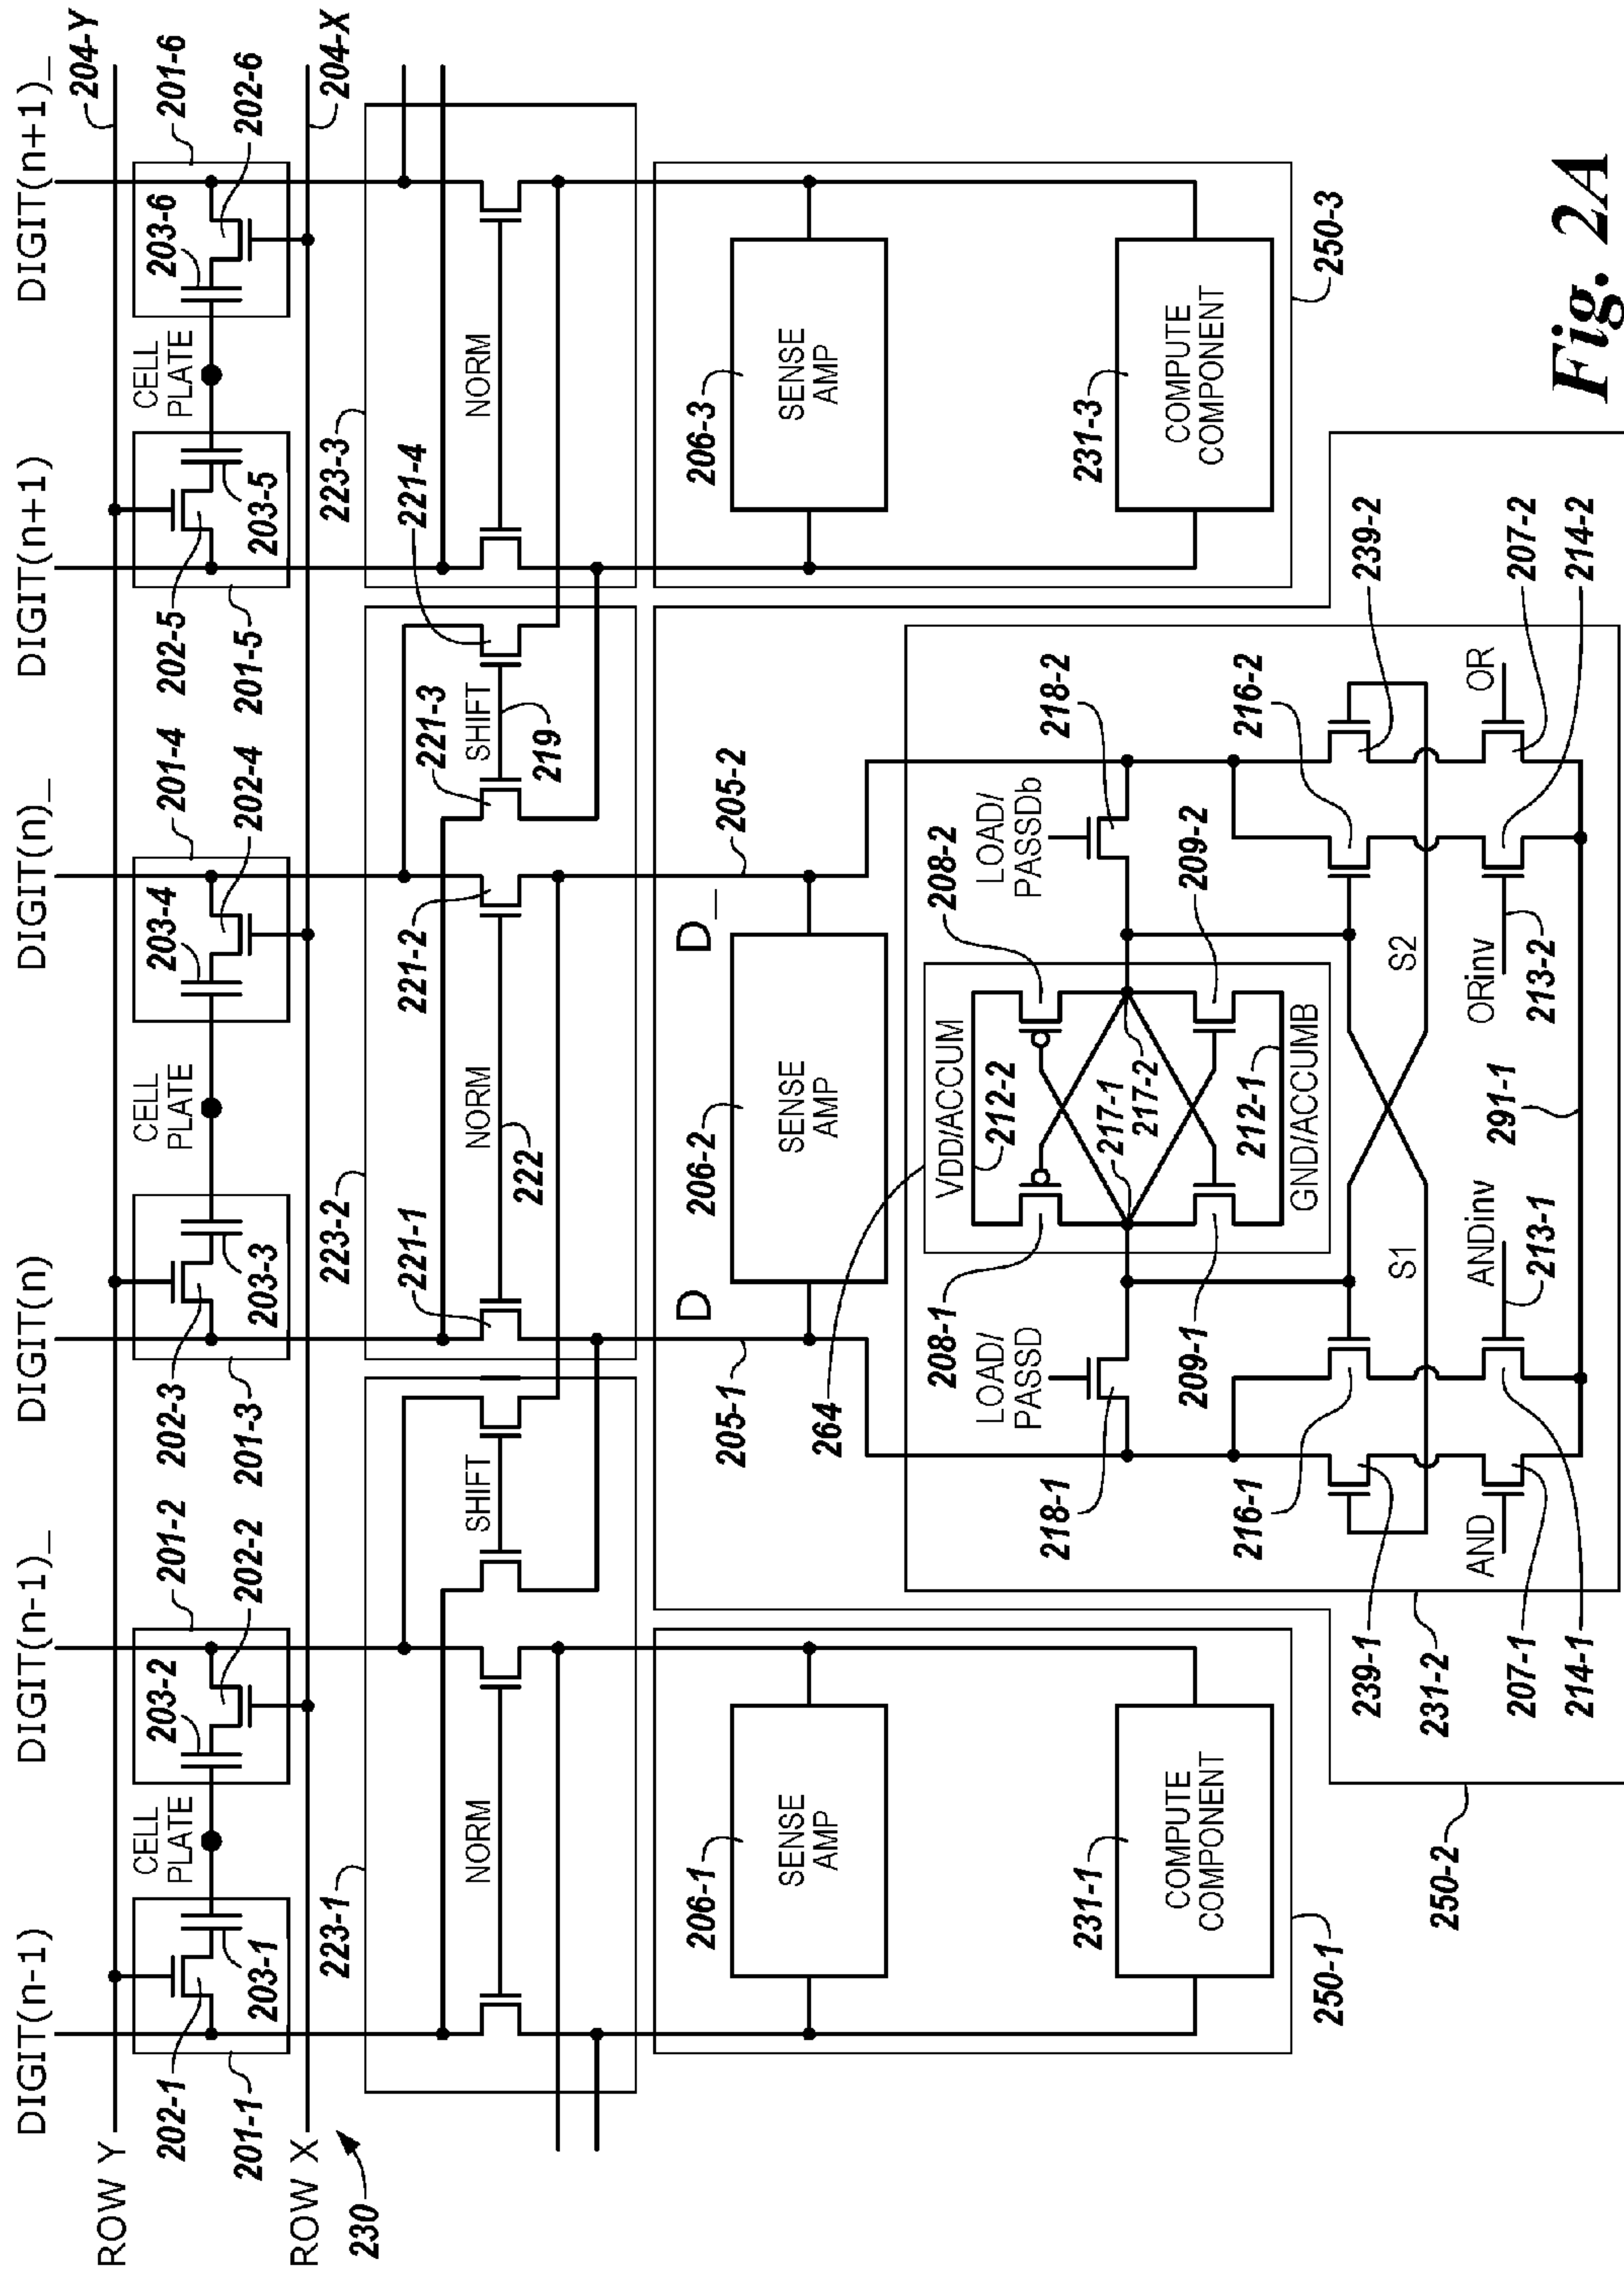 DIGIT(n-1)
DIGIT(n-1)_
DIGIT(n)
DIGIT(n)_
DIGIT(n+1)
DIGIT(n+1)_
ROW Y
204-Y
202-1
203-1
201-1
CELL
PLATE
203-2
201-2
202-2
202-3
203-3
201-3
CELL
PLATE
203-4
201-4
202-4
202-5
203-5
201-5
CELL
PLATE
203-6
201-6
202-6
ROW X
204-X
230
223-1
NORM
SHIFT
223-2
221-1
NORM
222
221-2
221-3
SHIFT
219
221-4
223-3
NORM
206-1
SENSE
AMP
231-1
COMPUTE
COMPONENT
250-1
205-1
D
206-2
SENSE
AMP
D_
205-2
206-3
SENSE
AMP
231-3
COMPUTE
COMPONENT
250-3
264
LOAD/
PASSD
218-1
208-1
209-1
VDD/ACCUM
212-2
217-1
217-2
212-1
GND/ACCUMB
208-2
209-2
LOAD/
PASSDb
218-2
216-1
S1
S2
216-2
239-2
AND
ANDinv
213-1
291-1
ORinv
213-2
OR
207-2
214-2
239-1
231-2
207-1
214-1
250-2
Fig. 2A